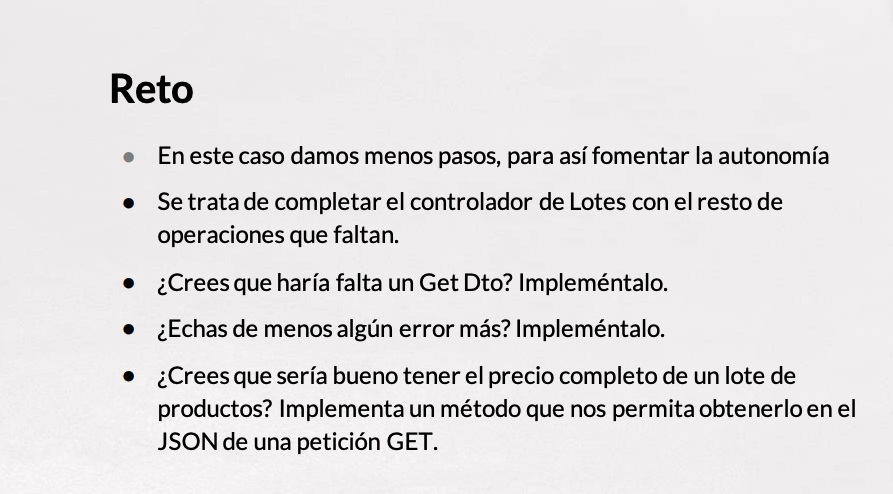 Reto
● En este caso damos menos pasos, para así fomentar la autonomía
● Se trata de completar el controlador de Lotes con el resto de
operaciones que faltan.
● ¿Crees que haría falta un Get Dto? Impleméntalo.
● ¿Echas de menos algún error más? Impleméntalo.
● ¿Crees que sería bueno tener el precio completo de un lote de
productos? Implementa un método que nos permita obtenerlo en el
JSON de una petición GET.